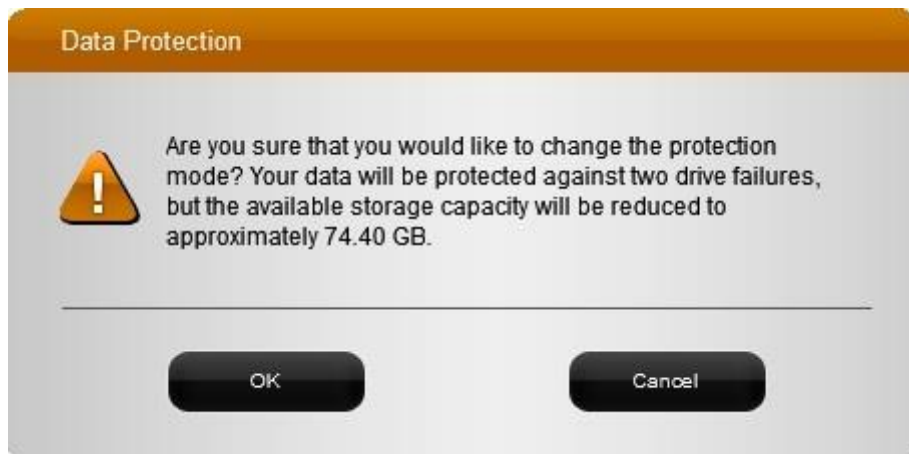 Data Protection
Are you sure that you would like to change the protection
mode? Your data will be protected against two drive failures,
but the available storage capacity will be reduced to
approximately 74.40 GB.
OK
Cancel